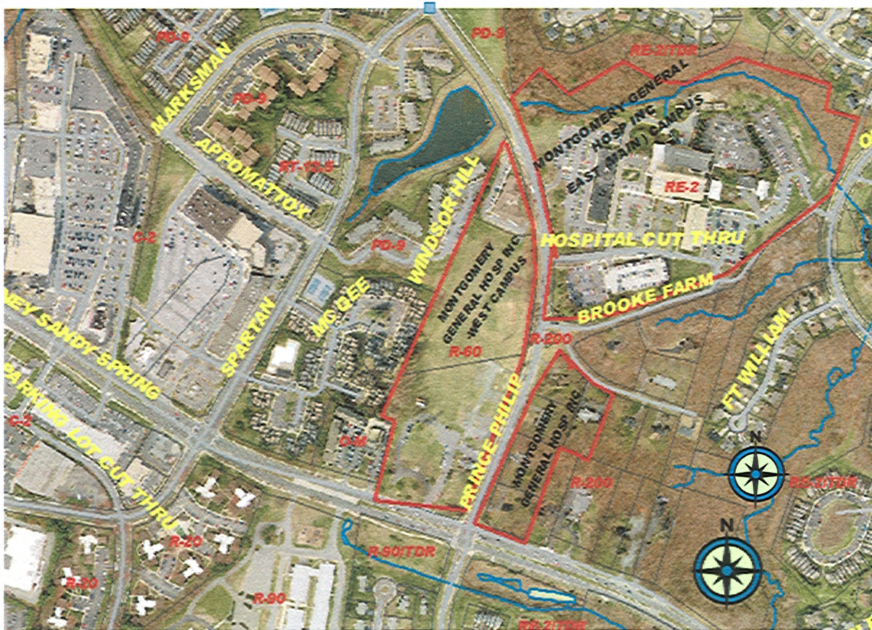 PD-9
PD-9
RE-2/TDR
MARKSMAN
PD-9
MONTGOMERY GENERAL
HOSP INC
EAST (MAIN) CAMPUS
APPOMATTOX
RT-12.5
WINDSOR HILL
RE-2
C-2
PD-9
HOSPITAL CUT THRU
MONTGOMERY
GENERAL HOSP INC
WEST CAMPUS
MC GEE
BROOKE FARM
NEY SANDY SPRING
SPARTAN
R-60
R-200
FT WILLIAM
PARKING LOT CUT THRU
C-2
O-M
PRINCE PHILIP
MONTGOMERY
GENERAL HOSP INC
R-200
N
R-20
R-90/TDR
N
R-20
R-90
RE-2/TDR